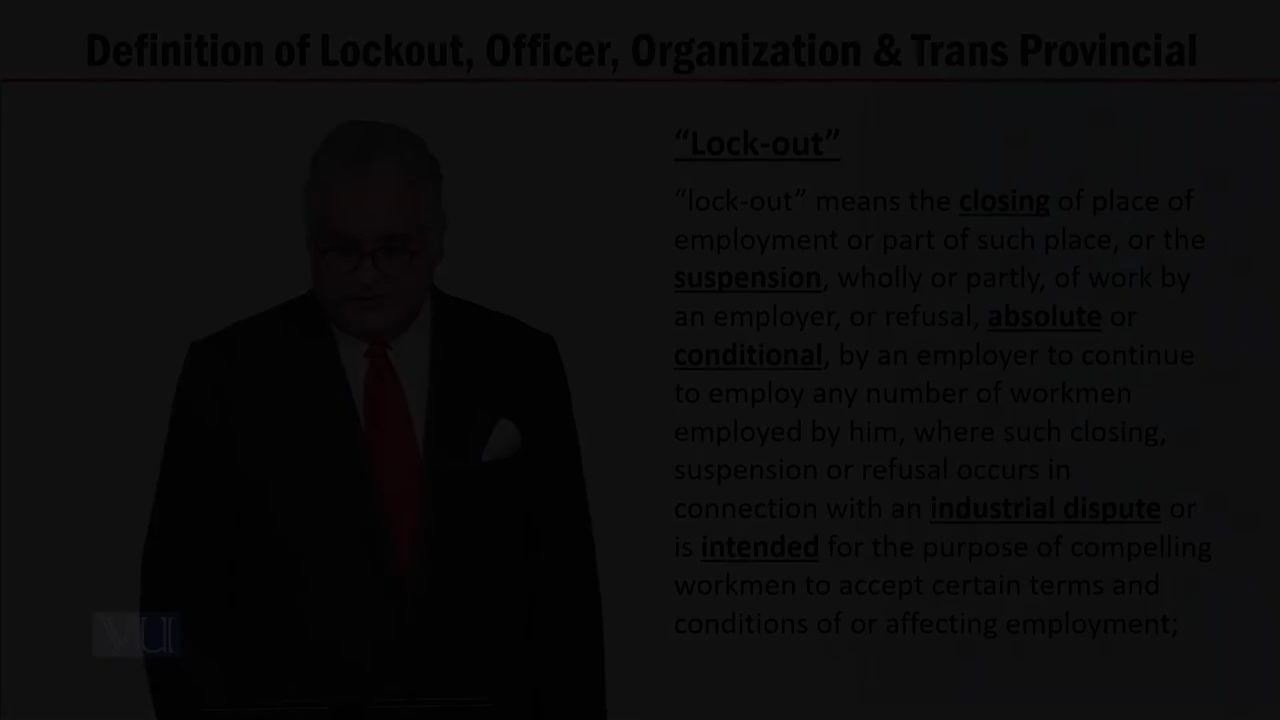 Definition of Lockout, Officer, Organization & Trans Provincial
“Lock-out”
“lock-out” means the closing of place of
employment or part of such place, or the
suspension, wholly or partly, of work by
an employer, or refusal, absolute or
conditional, by an employer to continue
to employ any number of workmen
employed by him, where such closing,
suspension or refusal occurs in
connection with an industrial dispute or
is intended for the purpose of compelling
workmen to accept certain terms and
conditions of or affecting employment;
VU